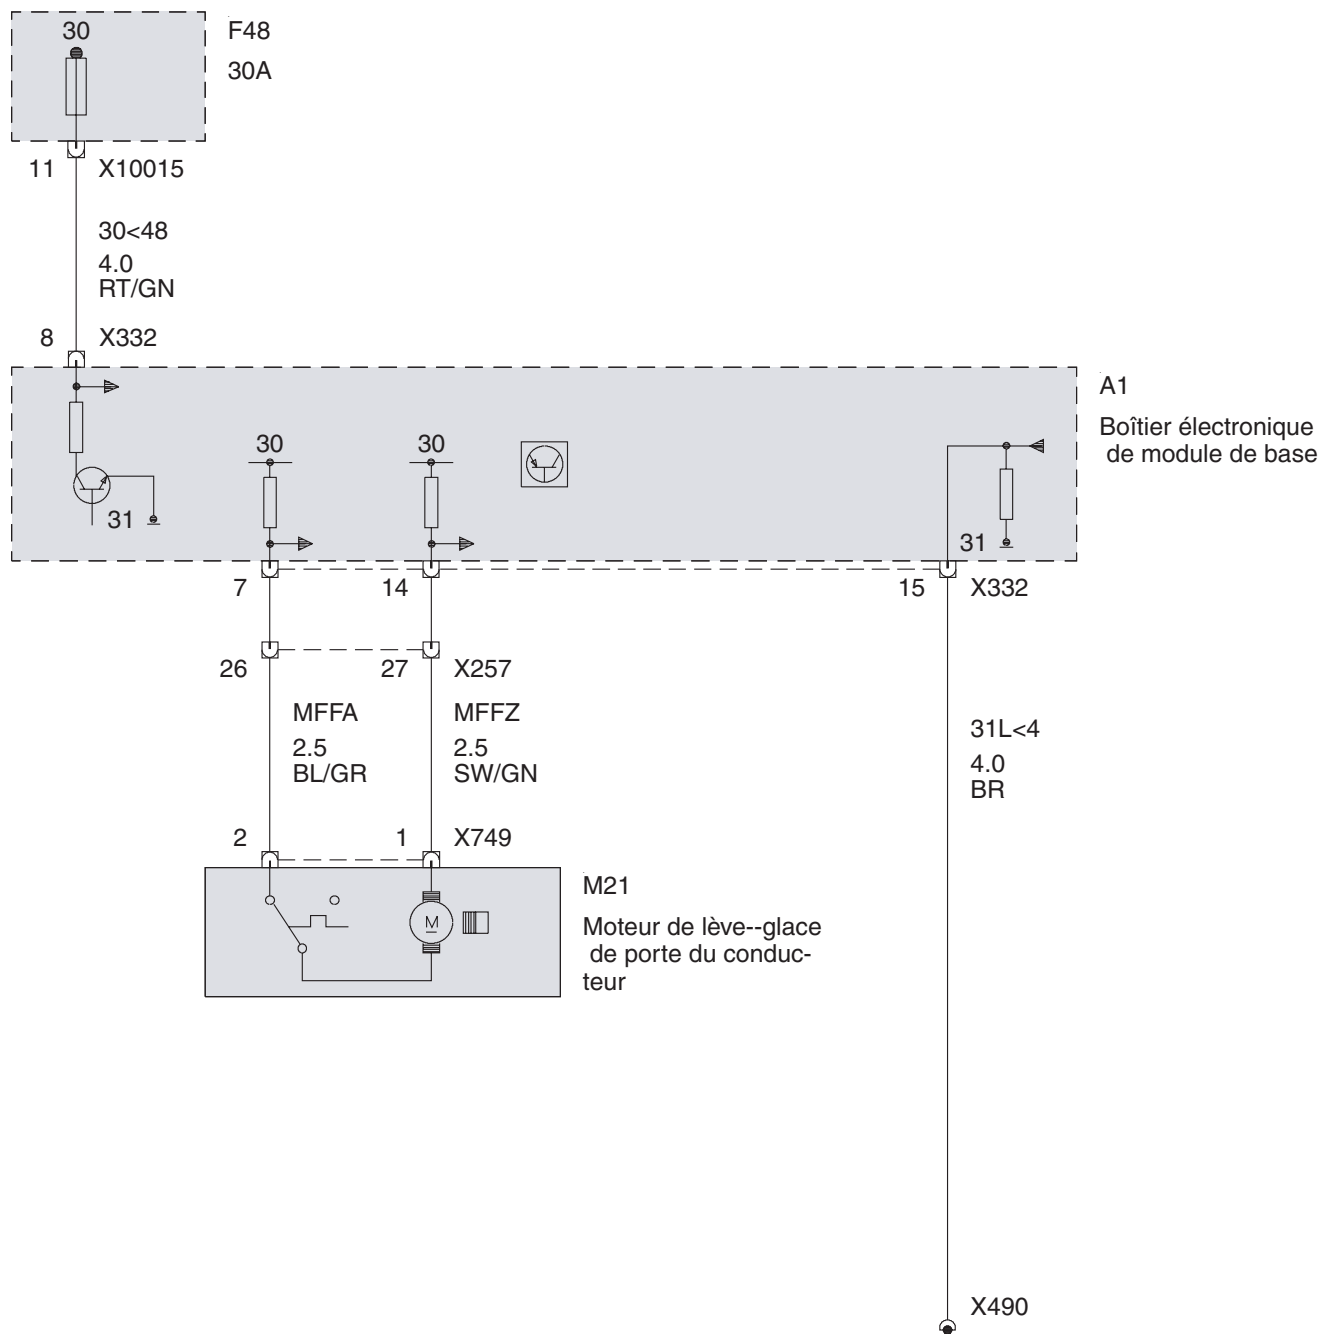 30
F48
30A
11
X10015
30<48
4.0
RT/GN
8
X332
A1
Boîtier électronique
de module de base
30
30
31
31
7
14
15
X332
26
27
X257
MFFA
2.5
BL/GR
MFFZ
2.5
SW/GN
31L<4
4.0
BR
2
1
X749
M21
Moteur de lève--glace
de porte du conduc-
teur
M
X490